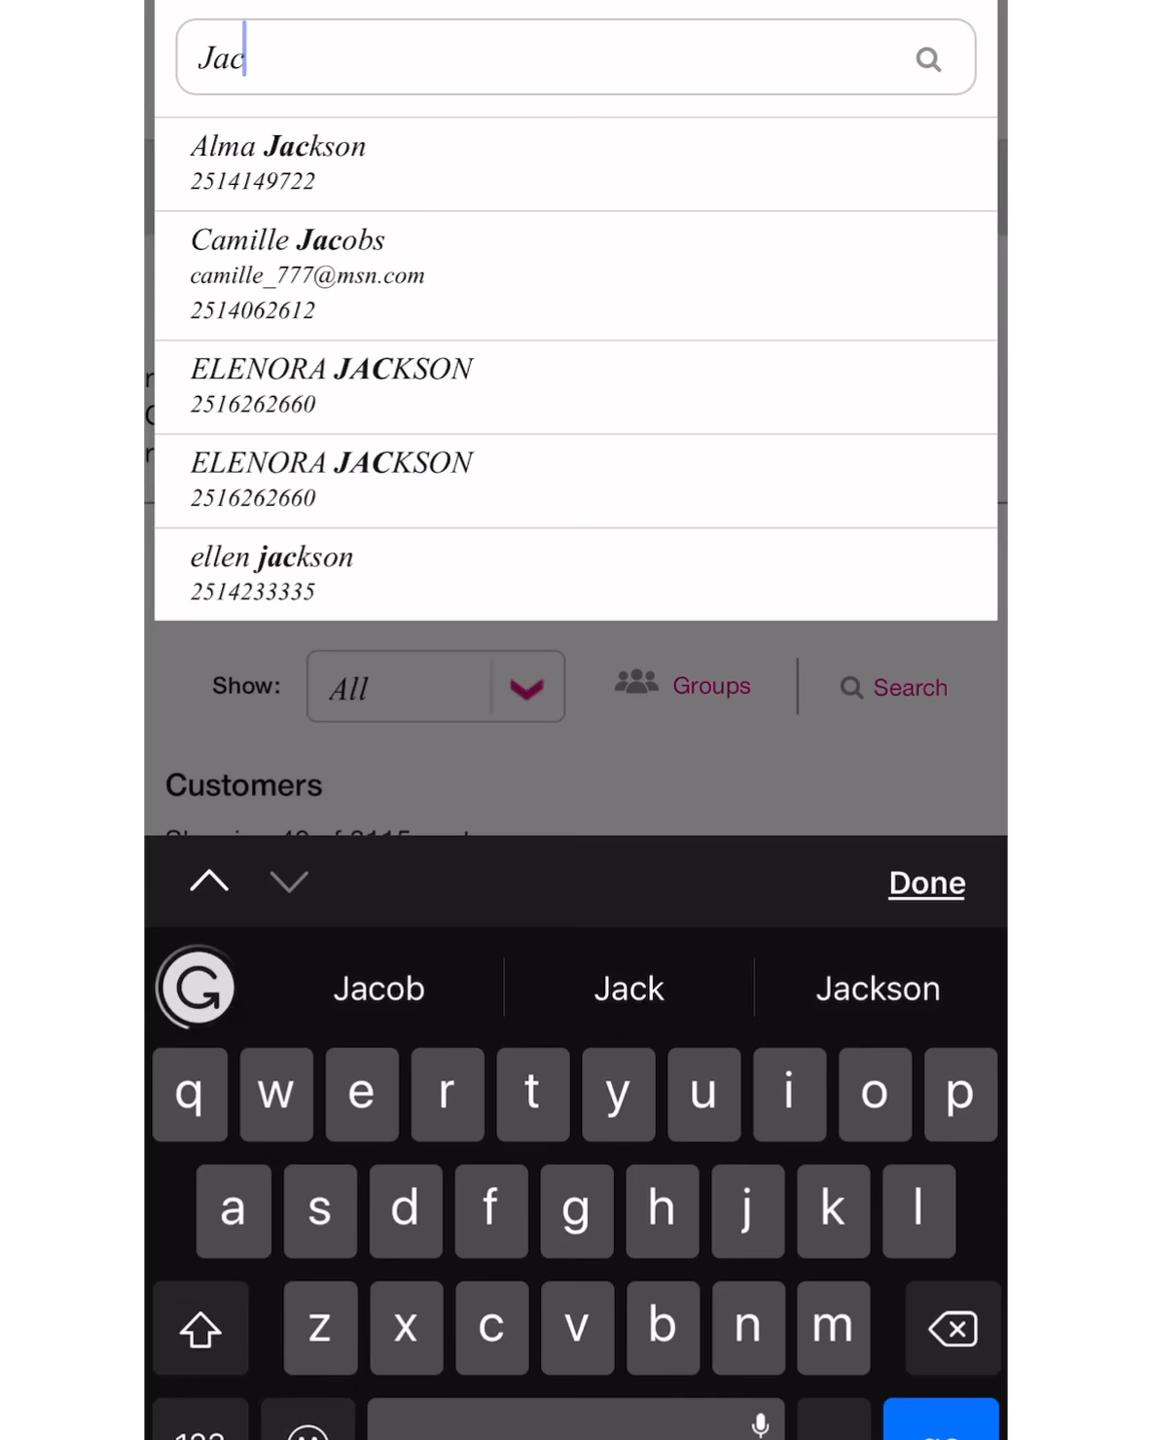 Jac
Alma Jackson
2514149722
Camille Jacobs
camille_777@msn.com
2514062612
ELENORA JACKSON
2516262660
ELENORA JACKSON
2516262660
ellen jackson
2514233335
Show: All Groups Search
Customers
Done
Jacob Jack Jackson
q w e r t y u i o p
a s d f g h j k l
z x c v b n m